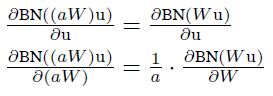 ∂BN((aW)u)/∂u = ∂BN(Wu)/∂u
∂BN((aW)u)/∂(aW) = 1/a · ∂BN(Wu)/∂W